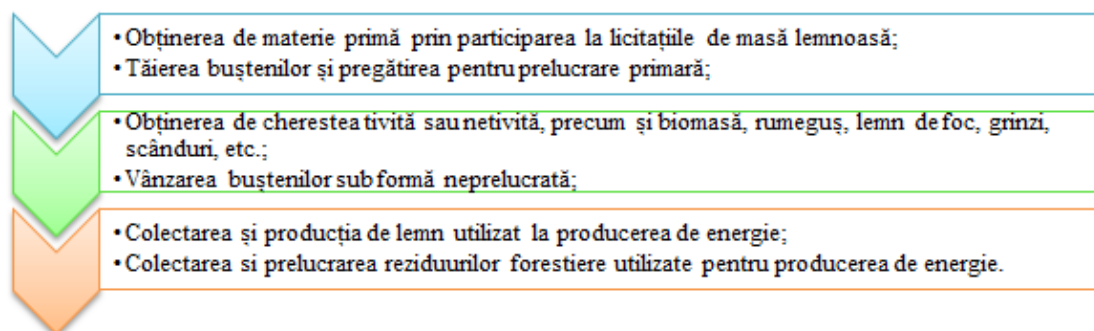 • Obținerea de materie primă prin participarea la licitațiile de masă lemnoasă;
• Tăierea buștenilor și pregătirea pentru prelucrare primară;
• Obținerea de cherestea tivită sau netivită, precum și biomasă, rumeguș, lemn de foc, grinzi,
scânduri, etc.;
• Vânzarea buștenilor sub formă neprelucrată;
• Colectarea și producția de lemn utilizat la producerea de energie;
• Colectarea si prelucrarea reziduurilor forestiere utilizate pentru producerea de energie.